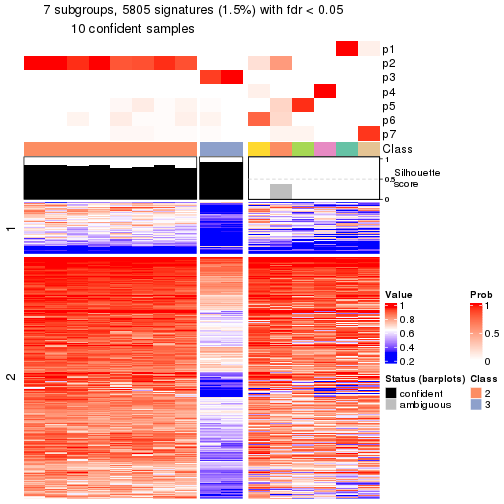 7 subgroups, 5805 signatures (1.5%) with fdr < 0.05
10 confident samples
p1
p2
p3
p4
p5
p6
p7
Class
1
0.5
0
Silhouette
score
1
2
Value
1
0.8
0.6
0.4
0.2
Prob
1
0.5
0
Status (barplots)
confident
ambiguous
Class
2
3